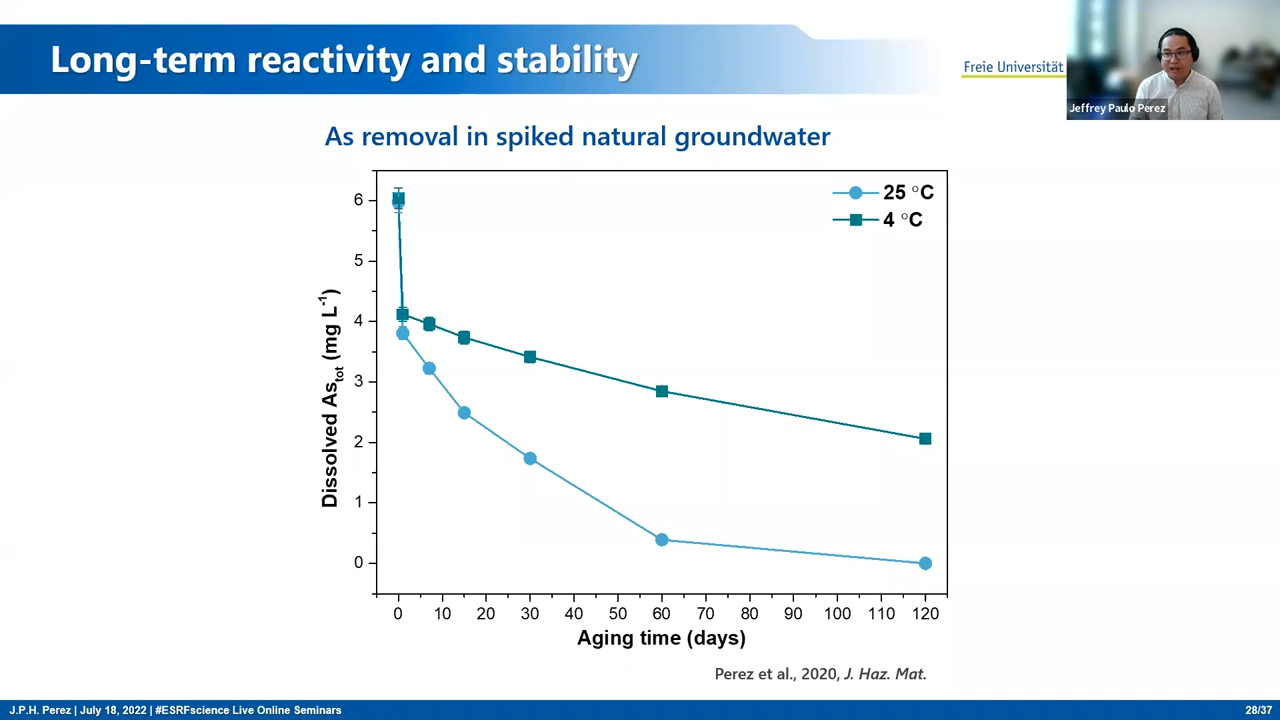 Long-term reactivity and stability
Freie Universität
Jeffrey Paulo Perez
As removal in spiked natural groundwater
25 °C
4 °C
6
5
4
3
2
1
0
Dissolved As_tot (mg L⁻¹)
0 10 20 30 40 50 60 70 80 90 100 110 120
Aging time (days)
Perez et al., 2020, J. Haz. Mat.
J.P.H. Perez | July 18, 2022 | #ESRFscience Live Online Seminars
28/37